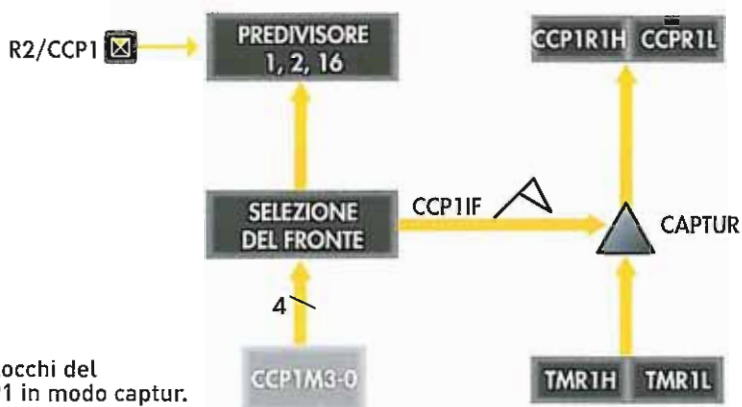 R2/CCP1
PREDIVISORE
1, 2, 16
CCP1R1H CCPR1L
SELEZIONE
DEL FRONTE
CCP1IF
CAPTUR
4
CCP1M3-0
TMR1H TMR1L
occhi del
1 in modo captur.